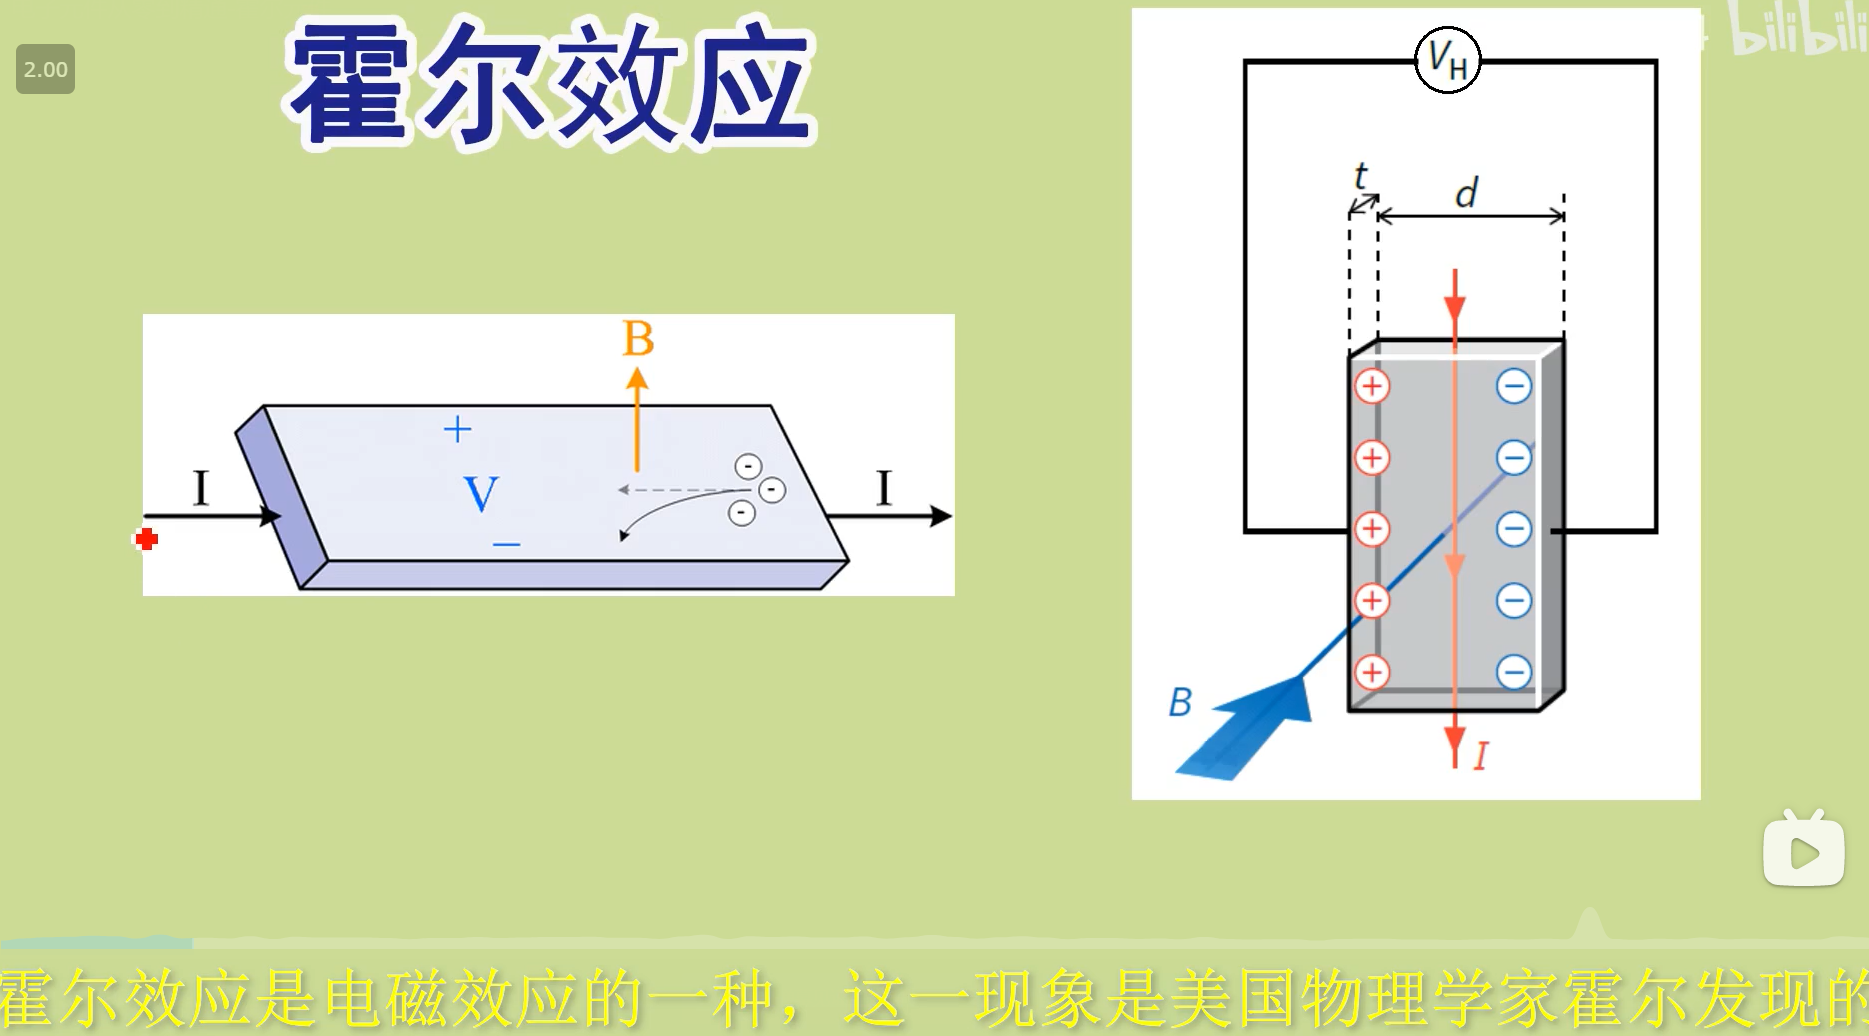 2.00
霍尔效应
bilibili
V_H
t
d
B
+
V
−
I
I
-
-
-
+ −
+ −
+ −
+ −
+ −
B
I
霍尔效应是电磁效应的一种，这一现象是美国物理学家霍尔发现的